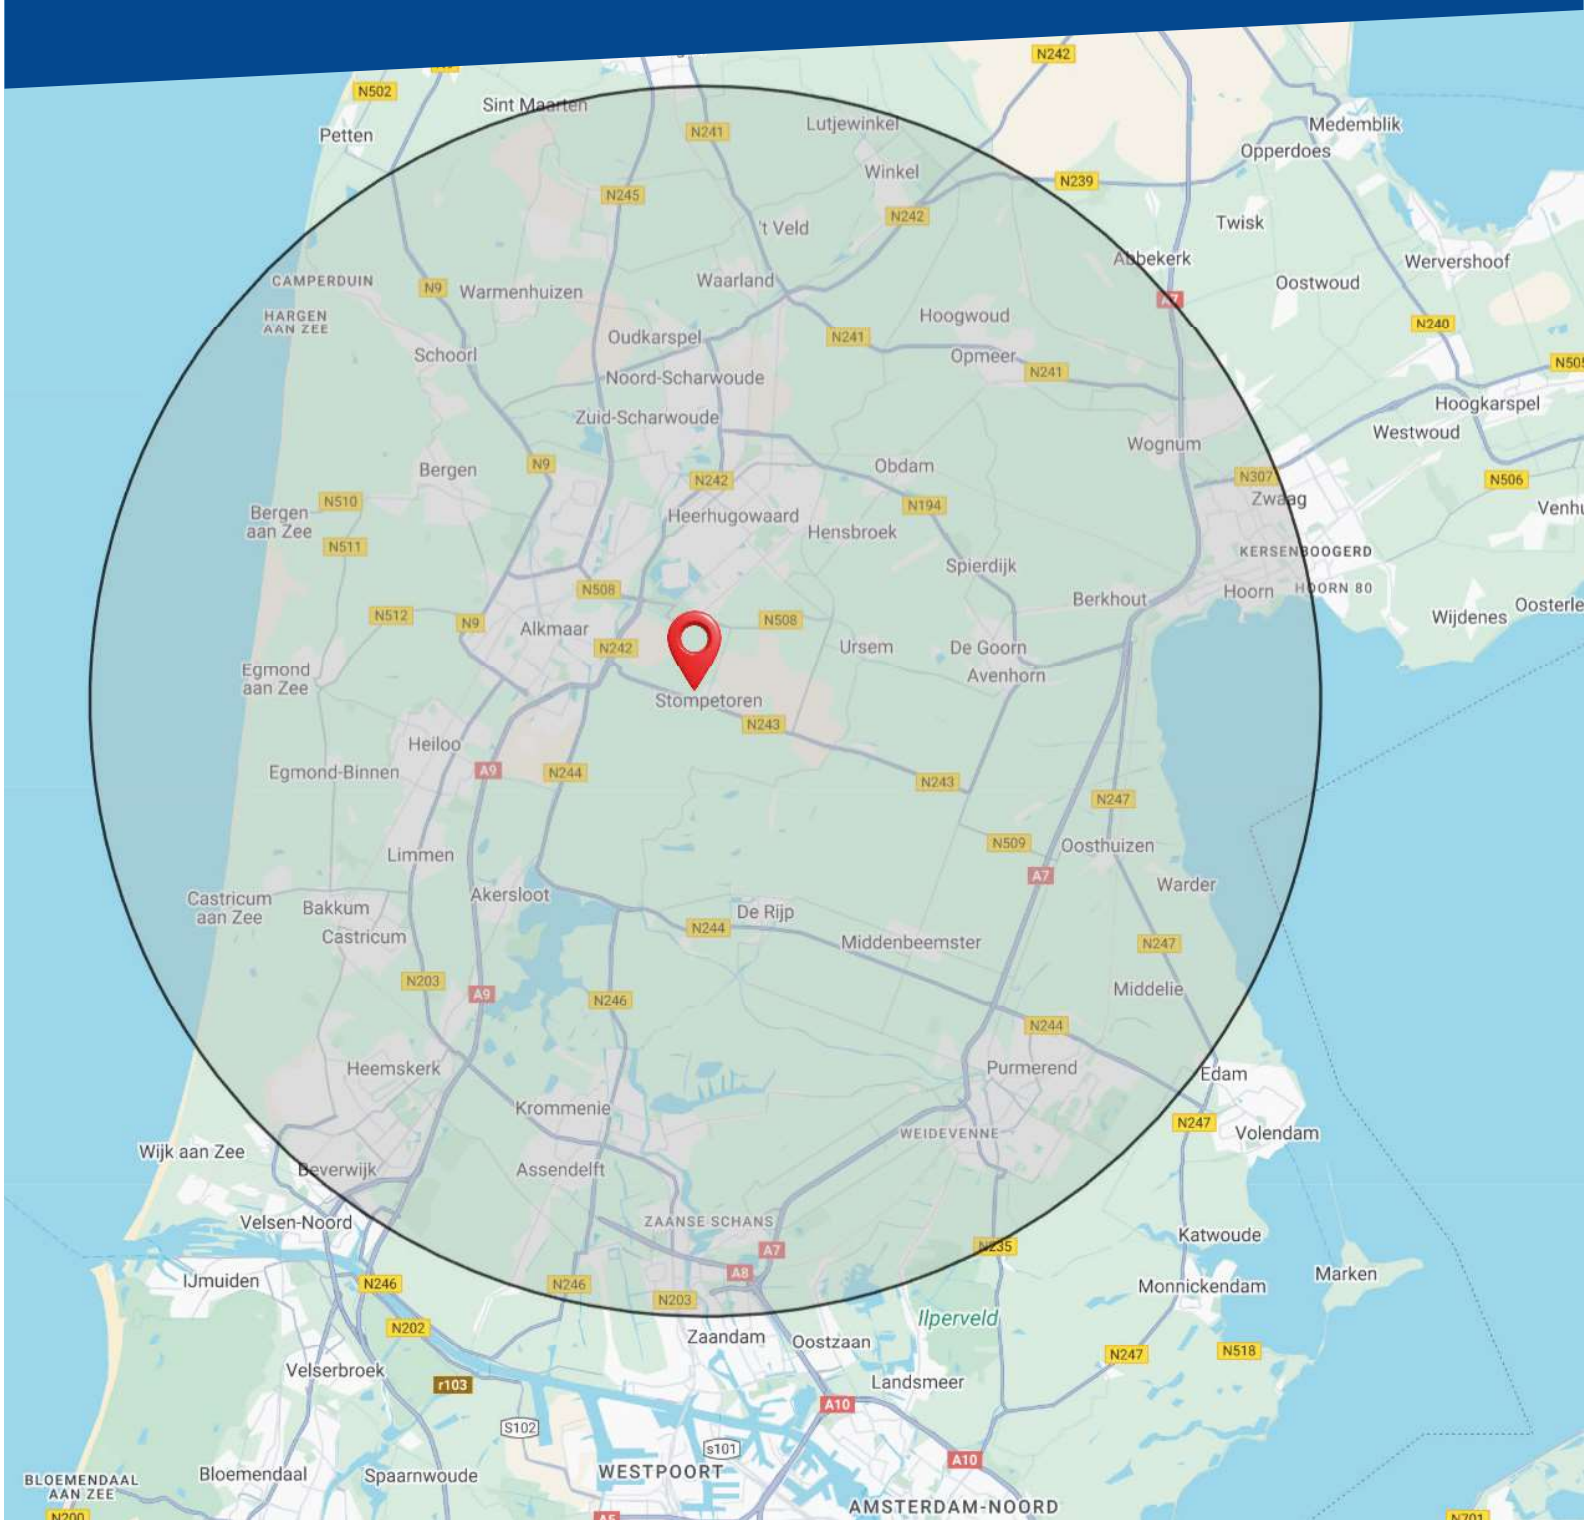 N242
N502
Sint Maarten
Petten
N241
Lutjewinkel
Medemblik
Opperdoes
Winkel
N239
N245
N242
Twisk
't Veld
Abbekerk
Wervershoof
CAMPERDUIN
N9
Warmenhuizen
Waarland
Oostwoud
A7
HARGEN
AAN ZEE
Hoogwoud
N240
Oudkarspel
N241
Schoorl
Opmeer
N241
Noord-Scharwoude
Hoogkarspel
Zuid-Scharwoude
Westwoud
Wognum
Bergen
N9
Obdam
N242
N307
N506
Zwaag
N510
Bergen
aan Zee
N194
Heerhugowaard
Hensbroek
N511
KERSENBOOGERD
Spierdijk
N508
Hoorn
HOORN 80
Berkhout
N512
N9
N508
Wijdenes
Alkmaar
N242
Ursem
De Goorn
Egmond
aan Zee
Avenhorn
Stompetoren
N243
Heiloo
Egmond-Binnen
A9
N244
N243
N247
N509
Oosthuizen
Limmen
A7
Warder
Akersloot
Castricum
aan Zee
Bakkum
De Rijp
N244
Castricum
Middenbeemster
N247
N203
A9
N246
Middelie
N244
Heemskerk
Purmerend
Edam
Krommenie
N247
WEIDEVENNE
Volendam
Wijk aan Zee
Beverwijk
Assendelft
Velsen-Noord
ZAANSE SCHANS
Katwoude
A7
N235
A8
IJmuiden
N246
N246
N203
Monnickendam
Marken
Ilperveld
N202
Zaandam
Oostzaan
N247
N518
Velserbroek
r103
Landsmeer
A10
S102
s101
A10
BLOEMENDAAL
AAN ZEE
Bloemendaal
Spaarnwoude
WESTPOORT
AMSTERDAM-NOORD
N200
A5
N701